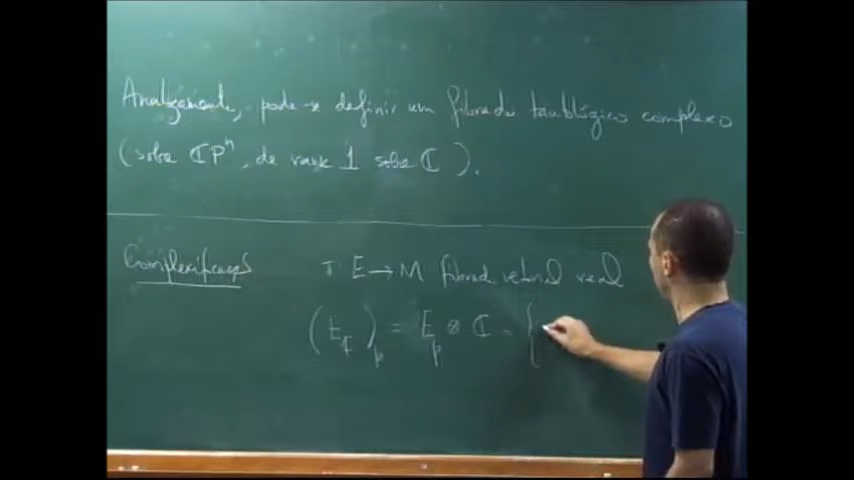 Analogamente, pode-se definir um fibrado tautológico complexo
(sobre ℂPⁿ, de rank 1 sobre ℂ).
Complexificação π: E → M fibrado vetorial real
(E_ℂ)_p = E_p ⊗ ℂ = {